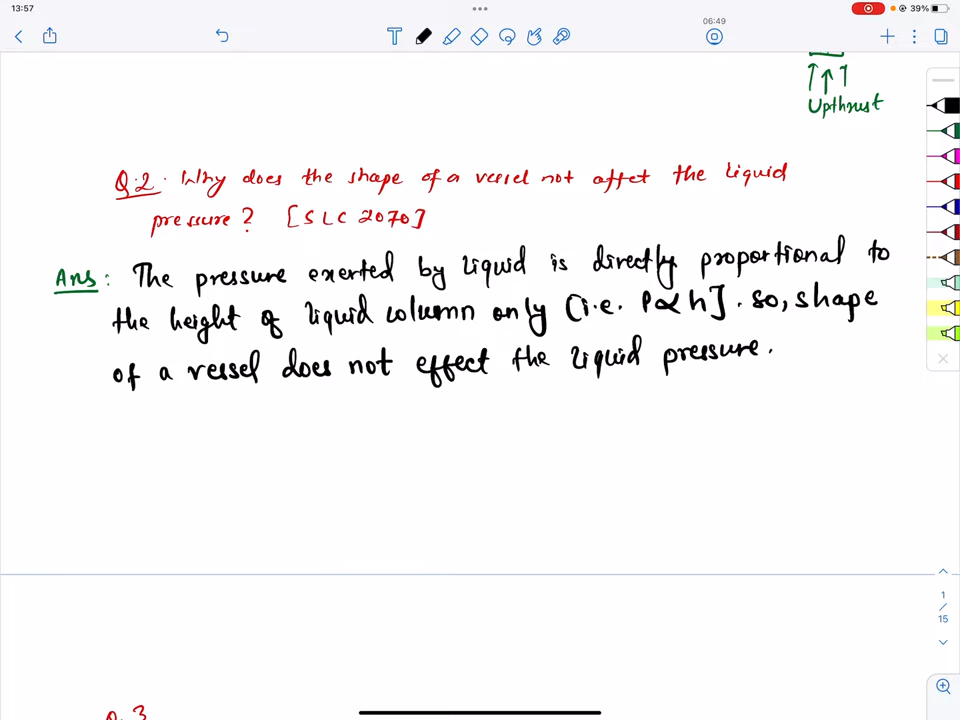 13:57
39%
06:49
T
Upthrust
Q.2. Why does the shape of a vessel not affet the liquid
pressure? [SLC 2070]
Ans: The pressure exerted by liquid is directly proportional to
the height of liquid column only [i.e. P∝h]. so, shape
of a vessel does not effect the liquid pressure.
1
/
15
Q. 3